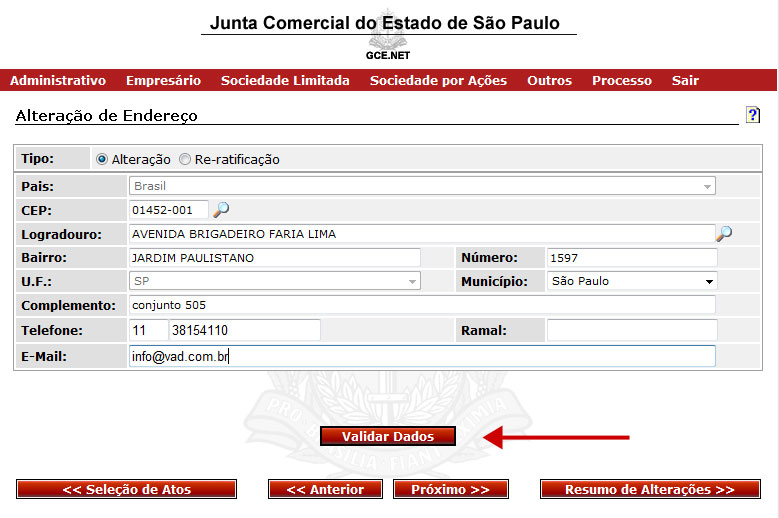 Junta Comercial do Estado de São Paulo
GCE.NET
Administrativo Empresário Sociedade Limitada Sociedade por Ações Outros Processo Sair
Alteração de Endereço ?
Tipo: Alteração Re-ratificação
Pais: Brasil
CEP: 01452-001
Logradouro: AVENIDA BRIGADEIRO FARIA LIMA
Bairro: JARDIM PAULISTANO Número: 1597
U.F.: SP Município: São Paulo
Complemento: conjunto 505
Telefone: 11 38154110 Ramal:
E-Mail: info@vad.com.br
Validar Dados
<< Seleção de Atos << Anterior Próximo >> Resumo de Alterações >>